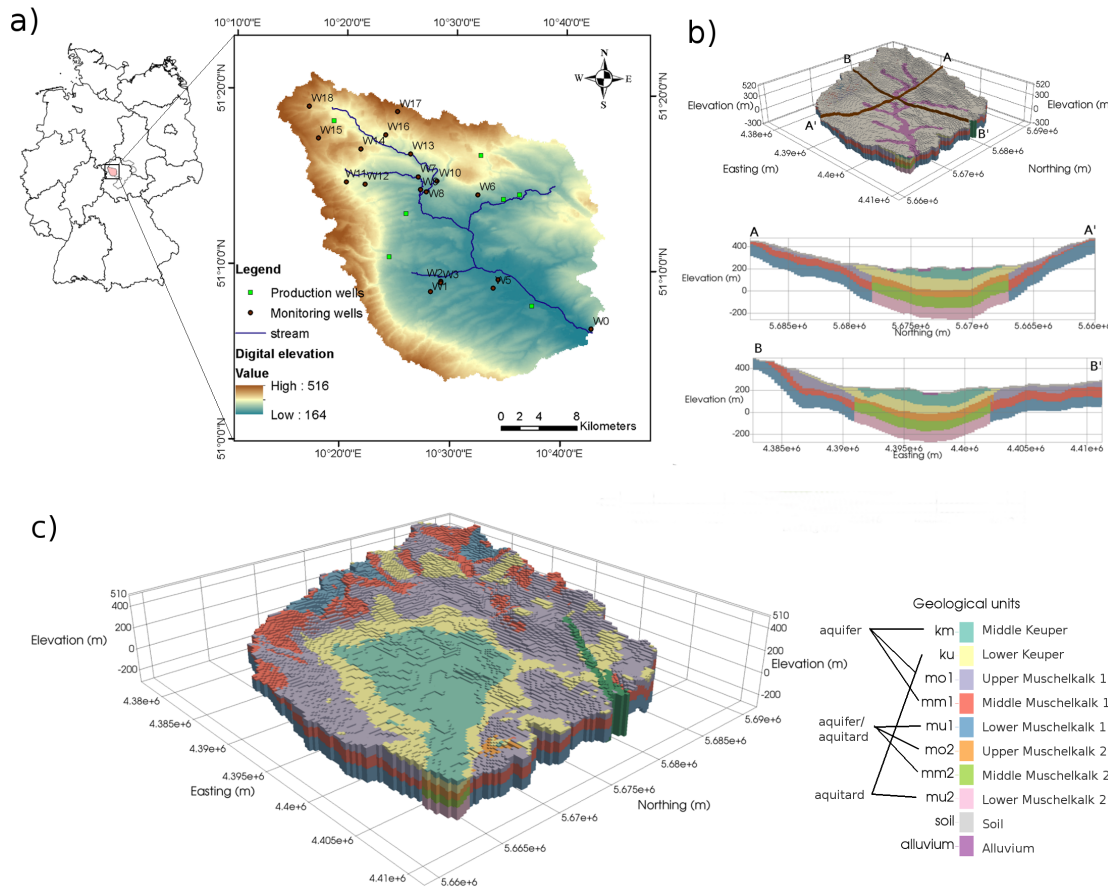 a)
10°10'0"E
10°20'0"E
10°30'0"E
10°40'0"E
51°20'0"N
51°20'0"N
N
W E
S
W18
W17
W15
W16
W14
W13
W11
W12
W7
W10
W8
W6
W2
W3
W1
W5
W0
51°10'0"N
51°10'0"N
Legend
Production wells
Monitoring wells
stream
Digital elevation
Value
High : 516
Low : 164
0 2 4 8
Kilometers
51°0'0"N
51°0'0"N
10°20'0"E
10°30'0"E
10°40'0"E
b)
B
A
A'
B'
Elevation (m)
520
300
0
-300
520
300
0
-300
Elevation (m)
4.38e+6
4.39e+6
4.4e+6
4.41e+6
Easting (m)
5.69e+6
5.68e+6
5.67e+6
5.66e+6
Northing (m)
A
A'
400
200
0
-200
Elevation (m)
5.685e+6
5.68e+6
5.675e+6
5.67e+6
5.665e+6
5.66e+6
Northing (m)
B
B'
400
200
0
-200
Elevation (m)
4.385e+6
4.39e+6
4.395e+6
4.4e+6
4.405e+6
4.41e+6
Easting (m)
c)
510
400
200
0
-200
Elevation (m)
510
400
200
0
-200
Elevation (m)
4.38e+6
4.385e+6
4.39e+6
4.395e+6
4.4e+6
4.405e+6
4.41e+6
Easting (m)
5.69e+6
5.685e+6
5.68e+6
5.675e+6
5.67e+6
5.665e+6
5.66e+6
Northing (m)
Geological units
aquifer
aquifer/
aquitard
aquitard
km Middle Keuper
ku Lower Keuper
mo1 Upper Muschelkalk 1
mm1 Middle Muschelkalk 1
mu1 Lower Muschelkalk 1
mo2 Upper Muschelkalk 2
mm2 Middle Muschelkalk 2
mu2 Lower Muschelkalk 2
soil Soil
alluvium Alluvium